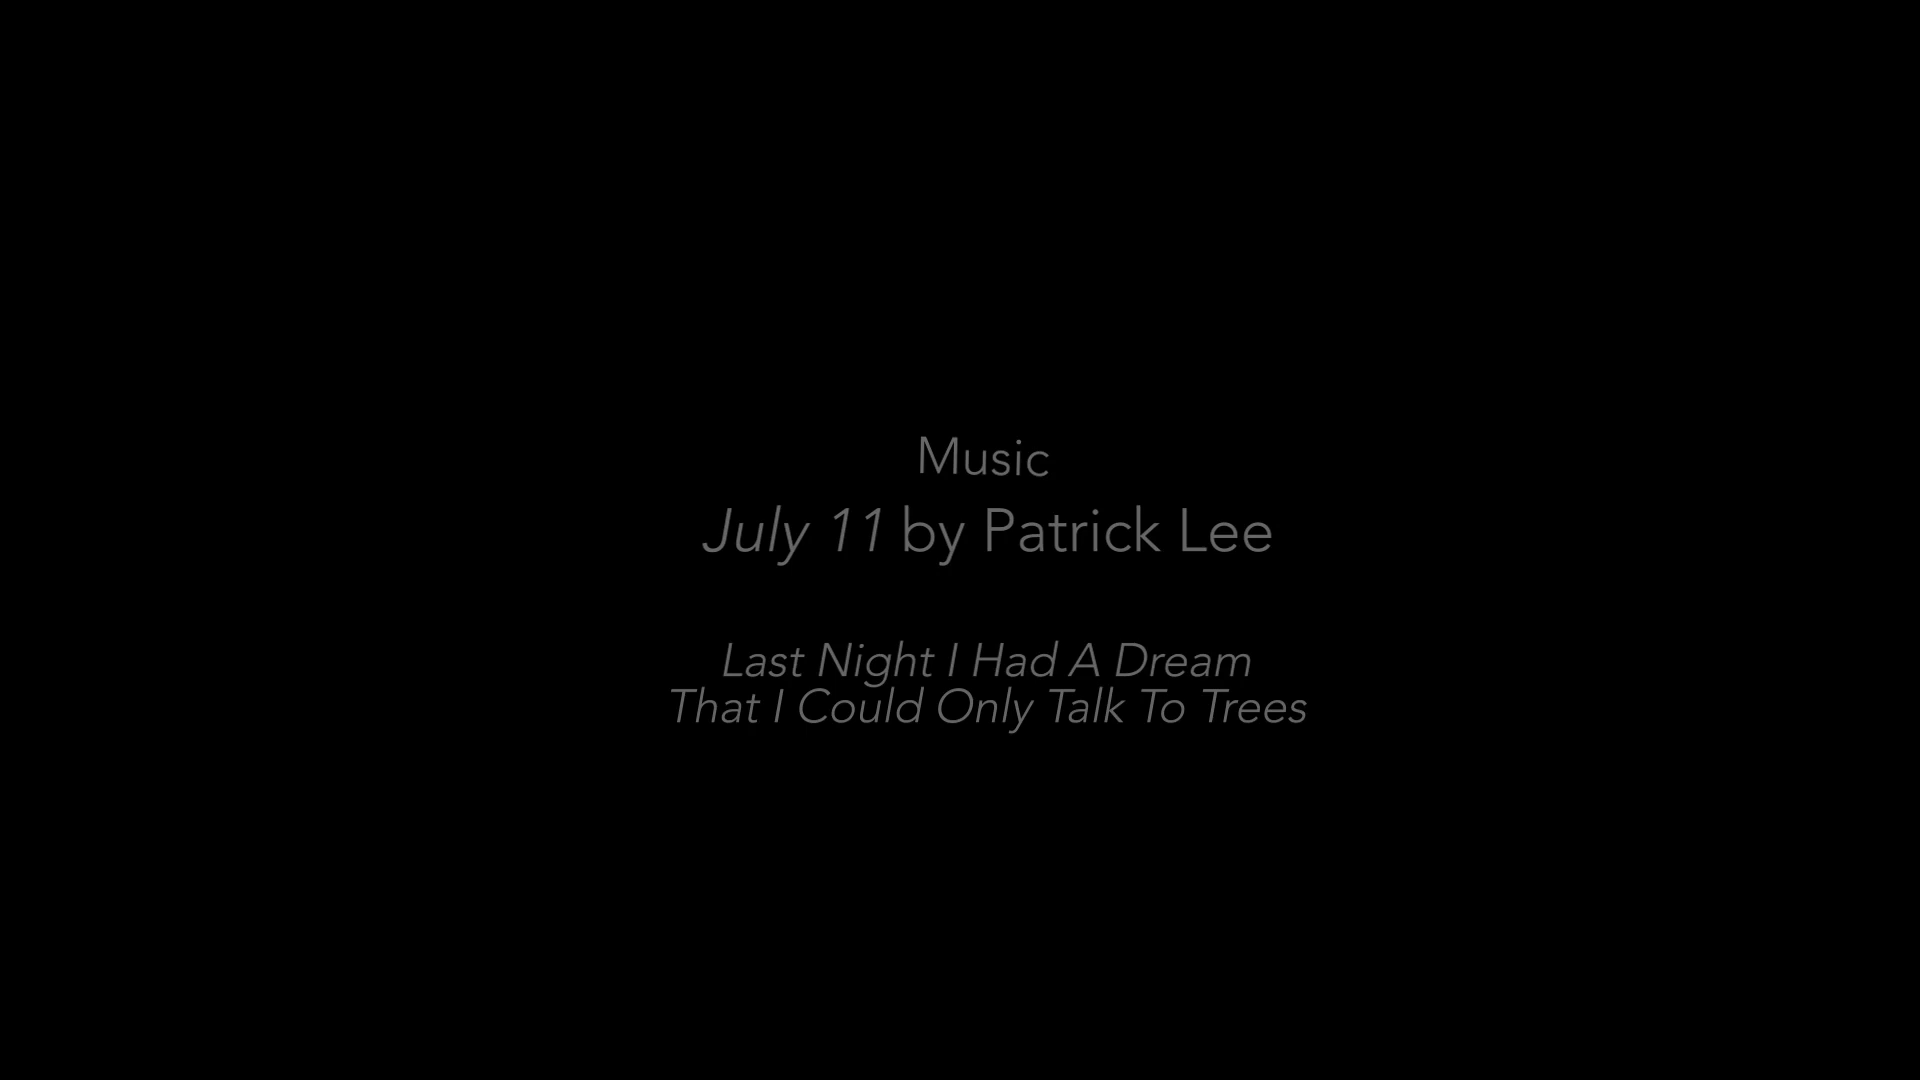 Music
July 11 by Patrick Lee
Last Night I Had A Dream
That I Could Only Talk To Trees